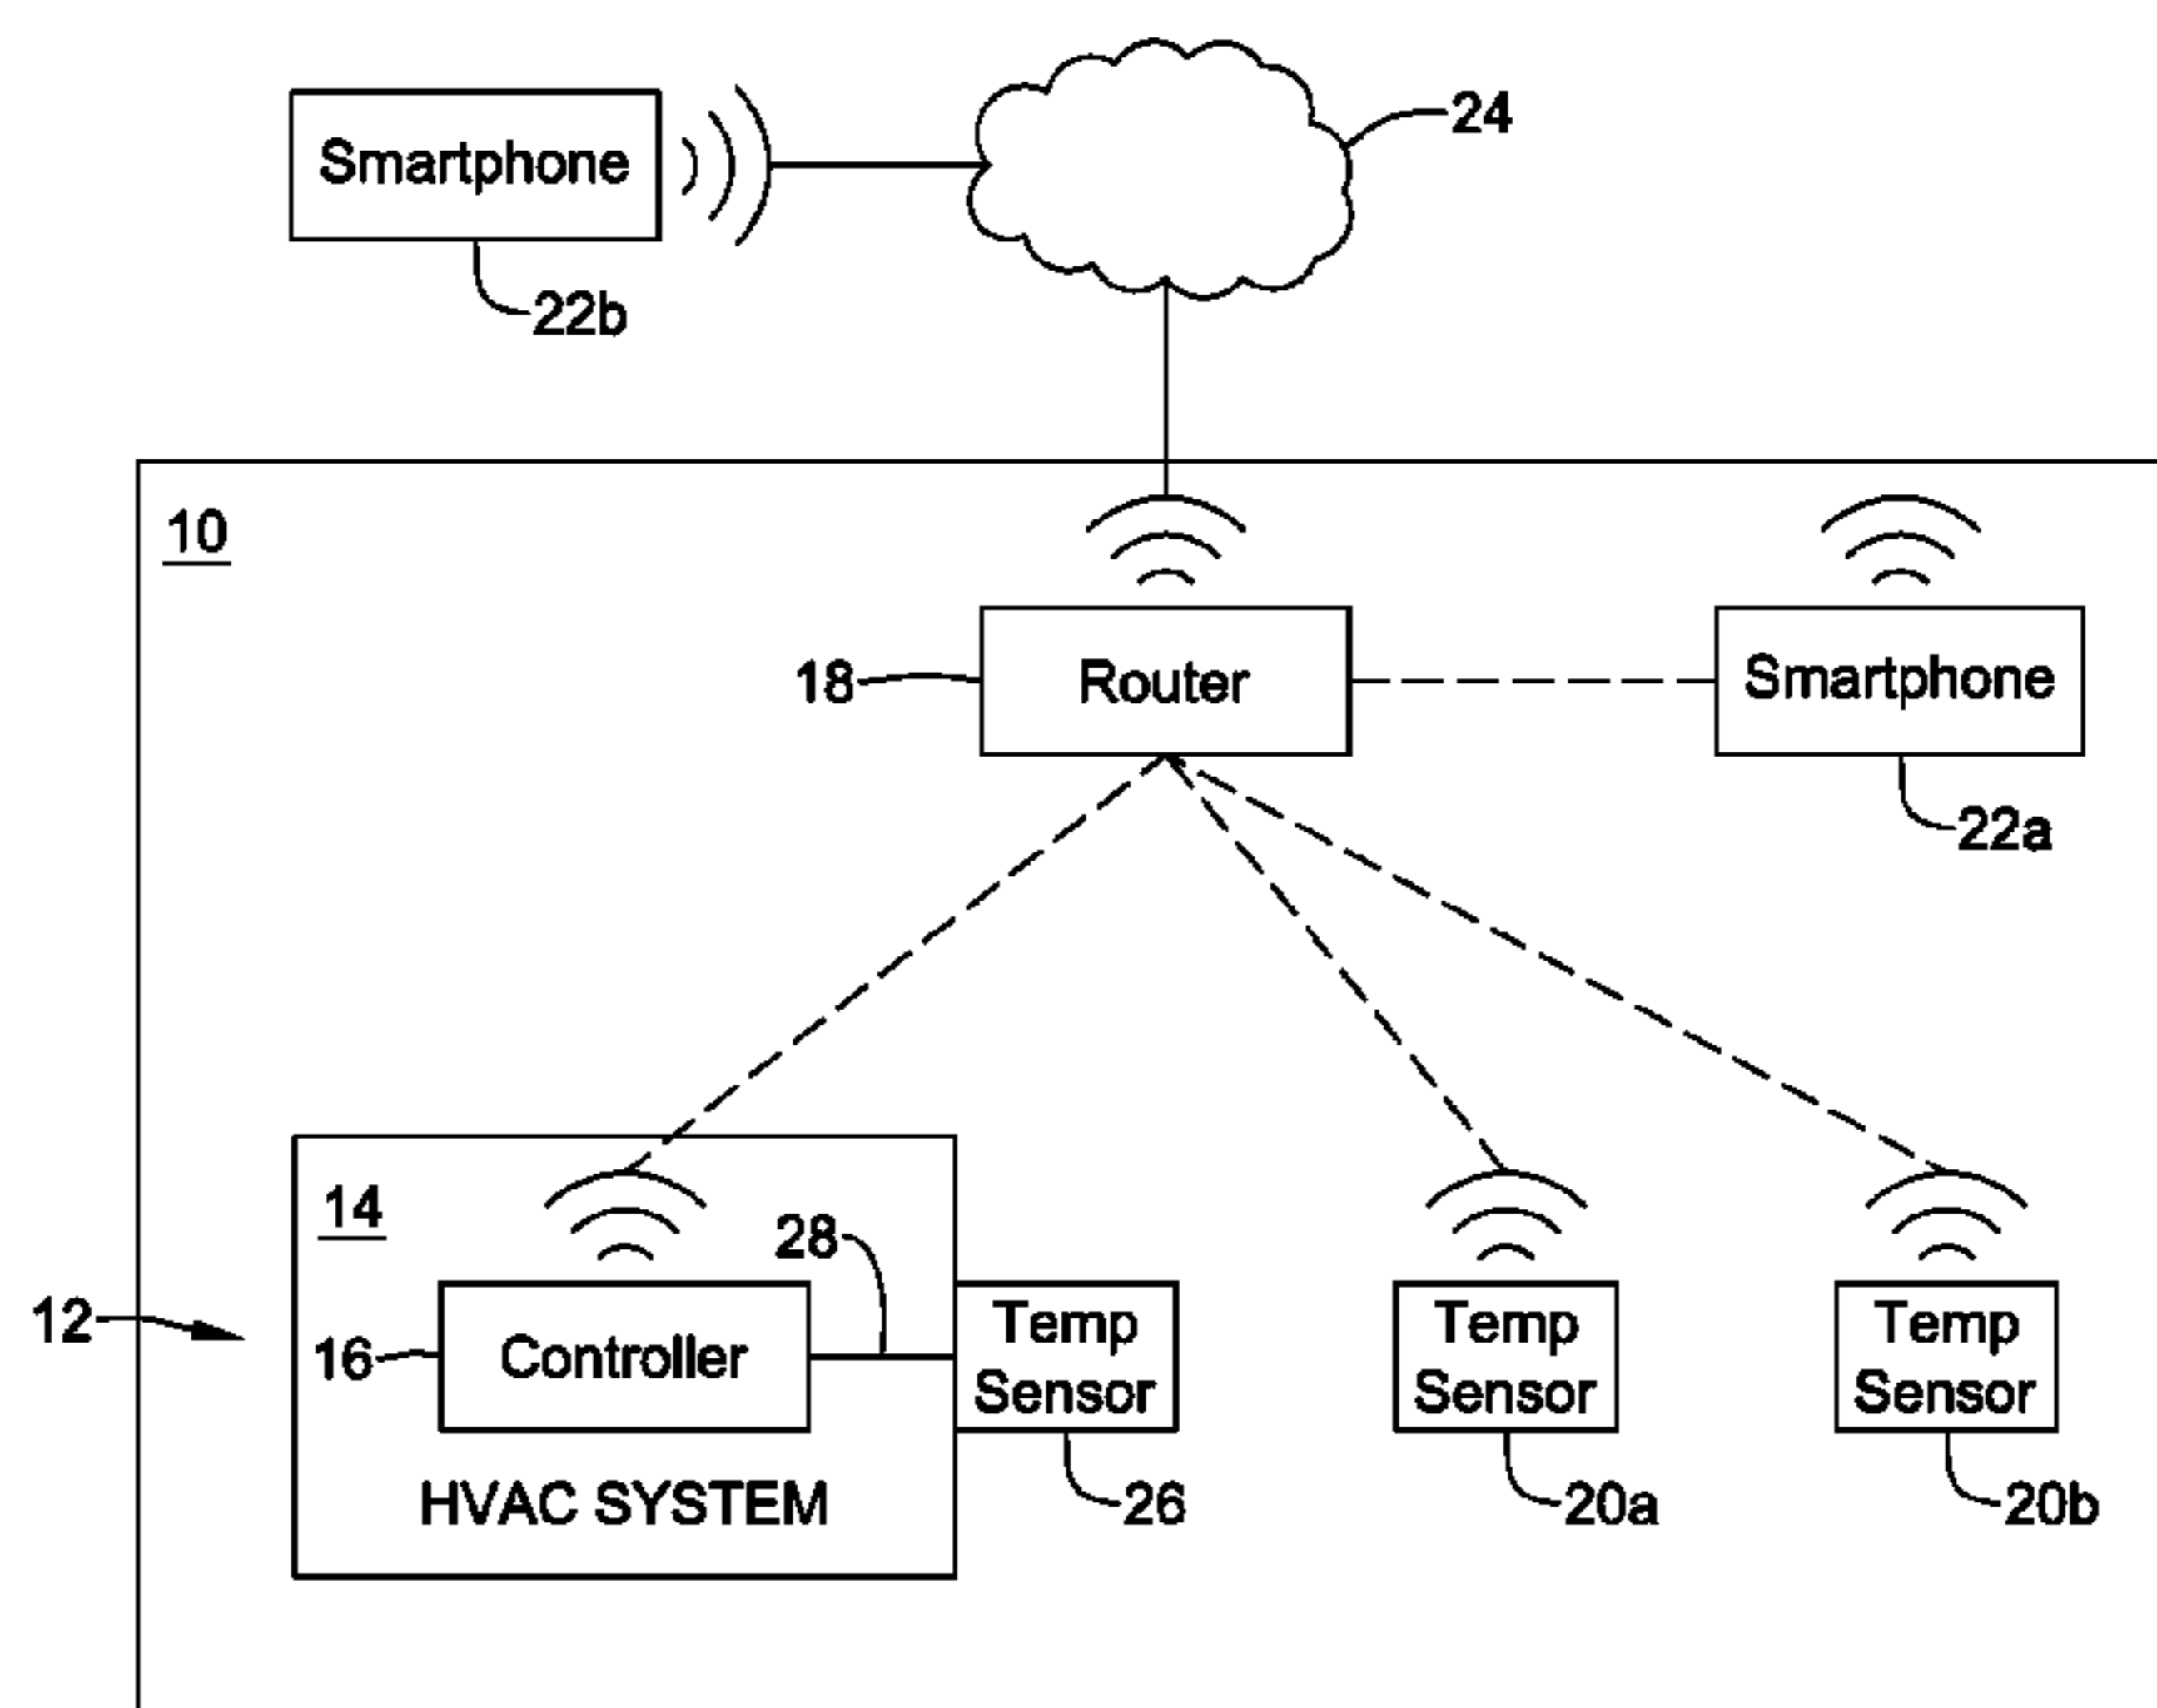 24
Smartphone
22b
10
18
Router
Smartphone
22a
14
28
12
16
Controller
Temp
Sensor
Temp
Sensor
Temp
Sensor
HVAC SYSTEM
26
20a
20b